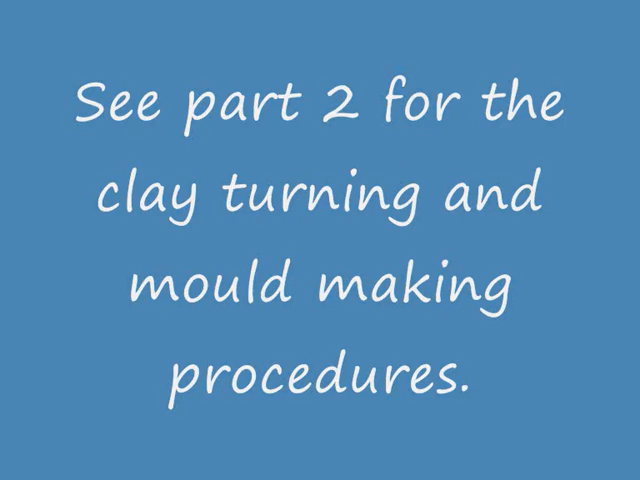 See part 2 for the
clay turning and
mould making
procedures.